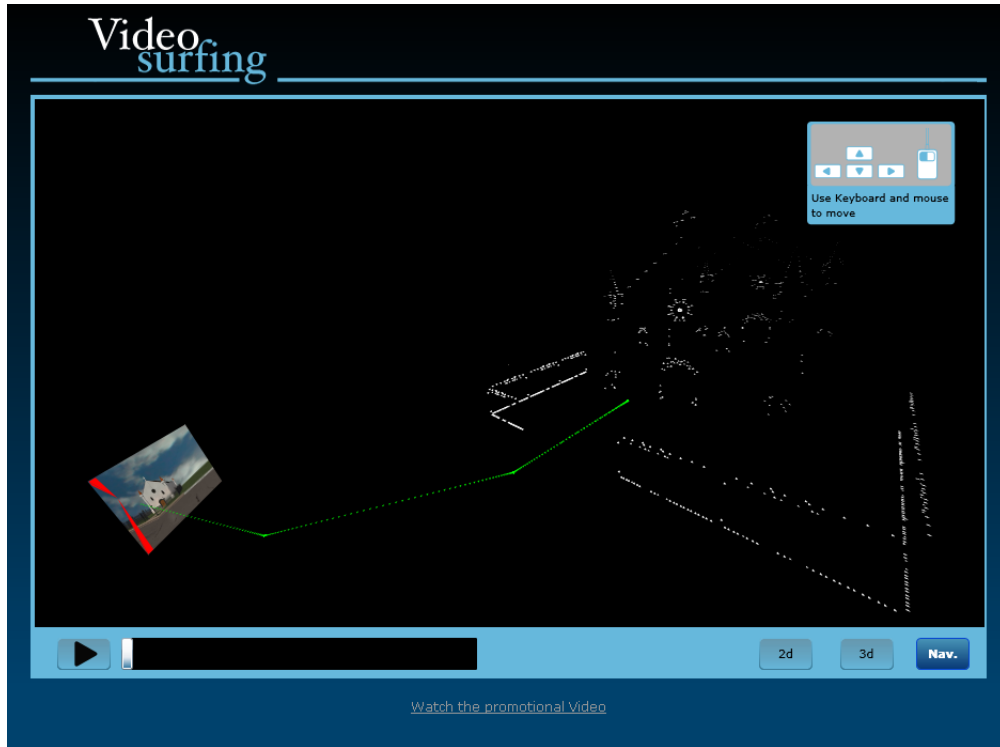 Video
surfing
Use Keyboard and mouse
to move
2d
3d
Nav.
Watch the promotional Video